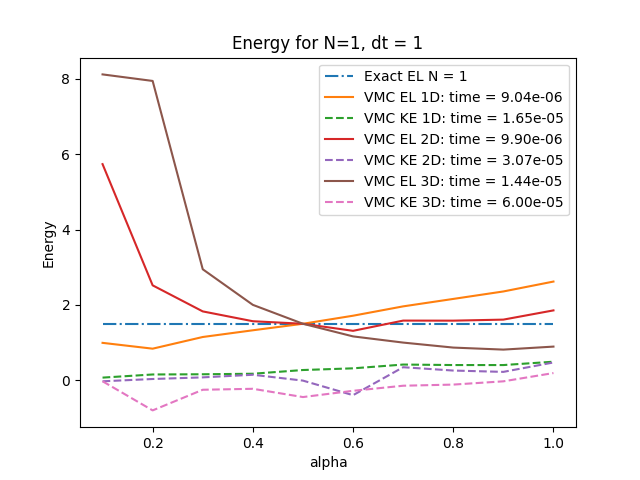 Energy for N=1, dt = 1
Exact EL N = 1
VMC EL 1D: time = 9.04e-06
VMC KE 1D: time = 1.65e-05
VMC EL 2D: time = 9.90e-06
VMC KE 2D: time = 3.07e-05
VMC EL 3D: time = 1.44e-05
VMC KE 3D: time = 6.00e-05
Energy
8
6
4
2
0
0.2 0.4 0.6 0.8 1.0
alpha